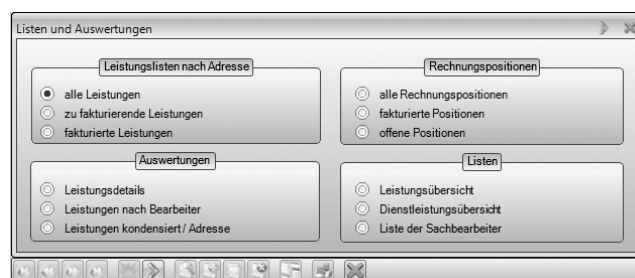 Listen und Auswertungen
Leistungslisten nach Adresse
alle Leistungen
zu fakturierende Leistungen
fakturierte Leistungen
Rechnungspositionen
alle Rechnungspositionen
fakturierte Positionen
offene Positionen
Auswertungen
Leistungsdetails
Leistungen nach Bearbeiter
Leistungen kondensiert / Adresse
Listen
Leistungsübersicht
Dienstleistungsübersicht
Liste der Sachbearbeiter